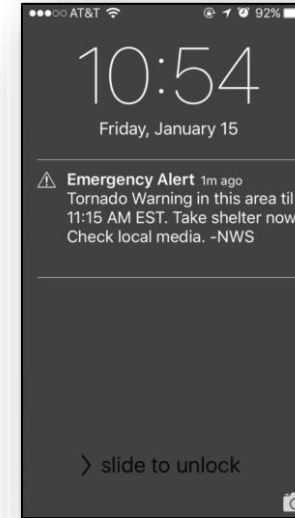 AT&T 92%
10:54
Friday, January 15
Emergency Alert 1m ago
Tornado Warning in this area til
11:15 AM EST. Take shelter now
Check local media. -NWS
> slide to unlock